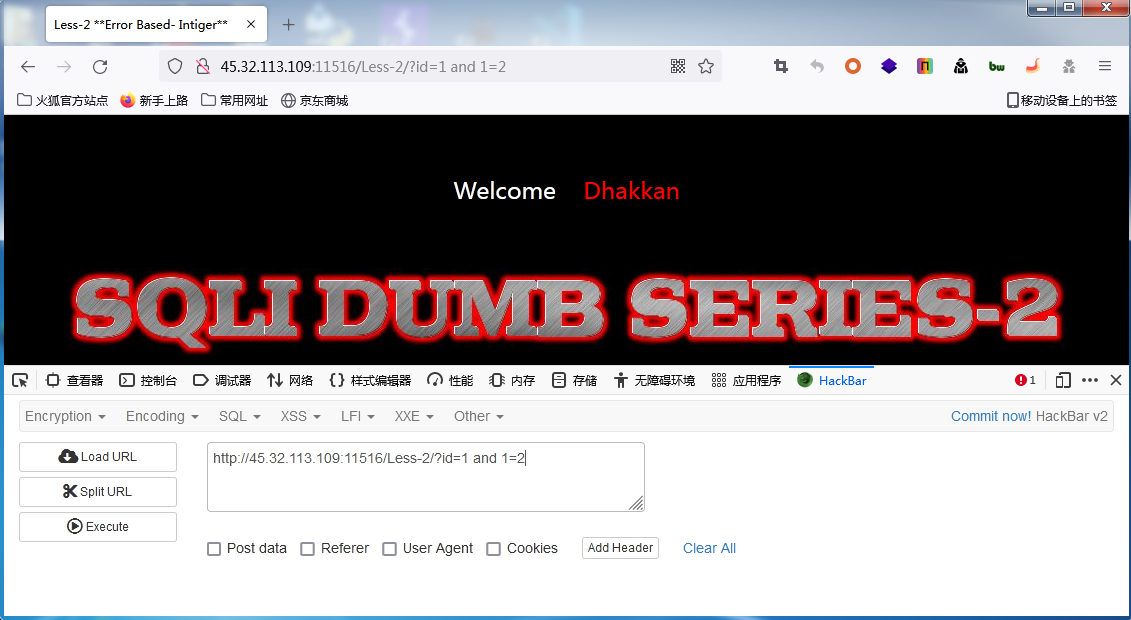 Less-2 **Error Based- Intiger**
45.32.113.109:11516/Less-2/?id=1 and 1=2
火狐官方站点 新手上路 常用网址 京东商城 移动设备上的书签
Welcome Dhakkan
SQLI DUMB SERIES-2
查看器 控制台 调试器 网络 样式编辑器 性能 内存 存储 无障碍环境 应用程序 HackBar 1
Encryption Encoding SQL XSS LFI XXE Other Commit now! HackBar v2
Load URL http://45.32.113.109:11516/Less-2/?id=1 and 1=2
Split URL
Execute
Post data Referer User Agent Cookies Add Header Clear All